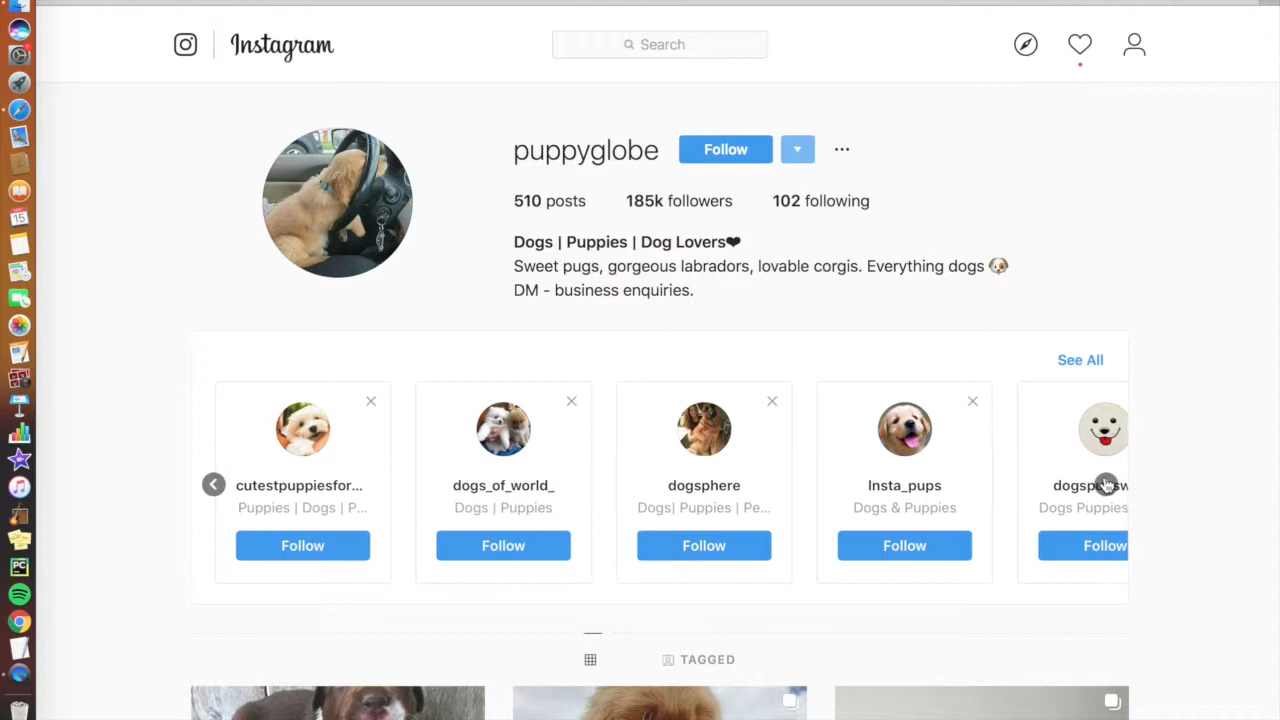 Instagram
Search
puppyglobe Follow
510 posts 185k followers 102 following
Dogs | Puppies | Dog Lovers❤
Sweet pugs, gorgeous labradors, lovable corgis. Everything dogs 🐶
DM - business enquiries.
See All
cutestpuppiesfor... dogs_of_world_ dogsphere Insta_pups
Puppies | Dogs | P... Dogs | Puppies Dogs| Puppies | Pe... Dogs & Puppies Dogs Puppies
Follow Follow Follow Follow Follow
TAGGED